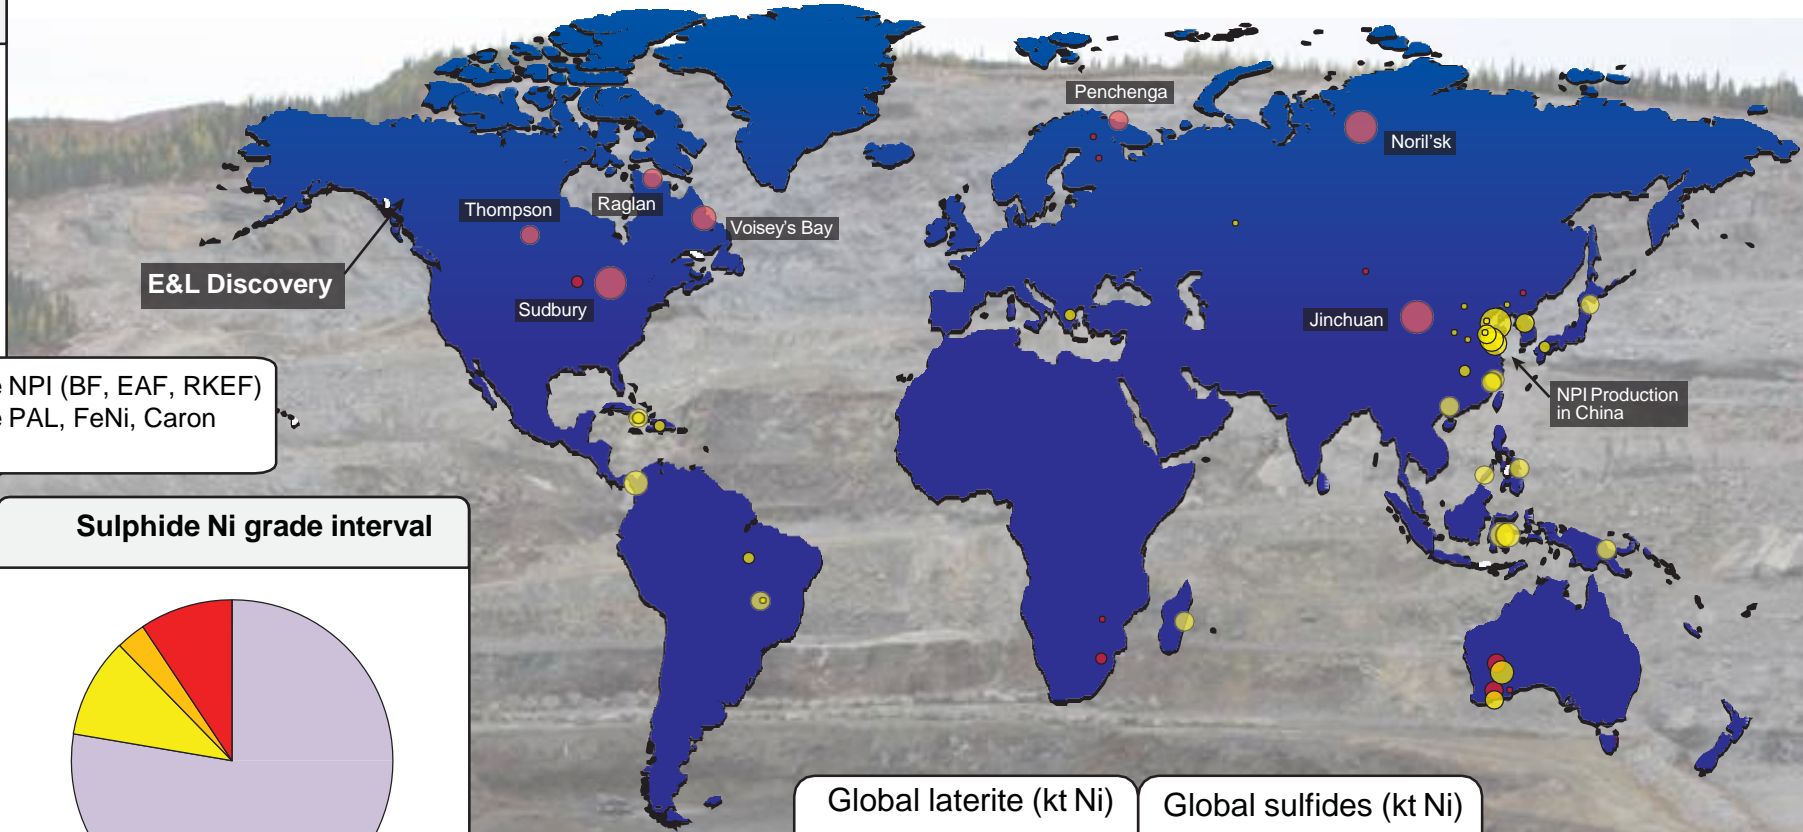 Penchenga
Noril'sk
Thompson
Raglan
Voisey's Bay
E&L Discovery
Sudbury
Jinchuan
NPI Production
in China
NPI (BF, EAF, RKEF)
PAL, FeNi, Caron
Sulphide Ni grade interval
Global laterite (kt Ni)
Global sulfides (kt Ni)